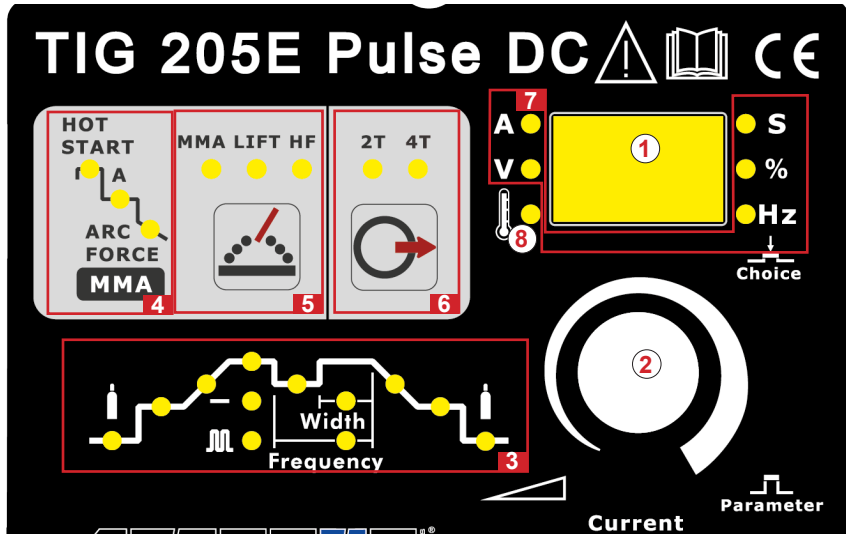 TIG 205E Pulse DC CE
HOT
START
A
ARC
FORCE
MMA
4
MMA LIFT HF
5
2T 4T
6
7
A
V
8
1
S
%
Hz
Choice
2
Width
Frequency
3
Parameter
Current
®